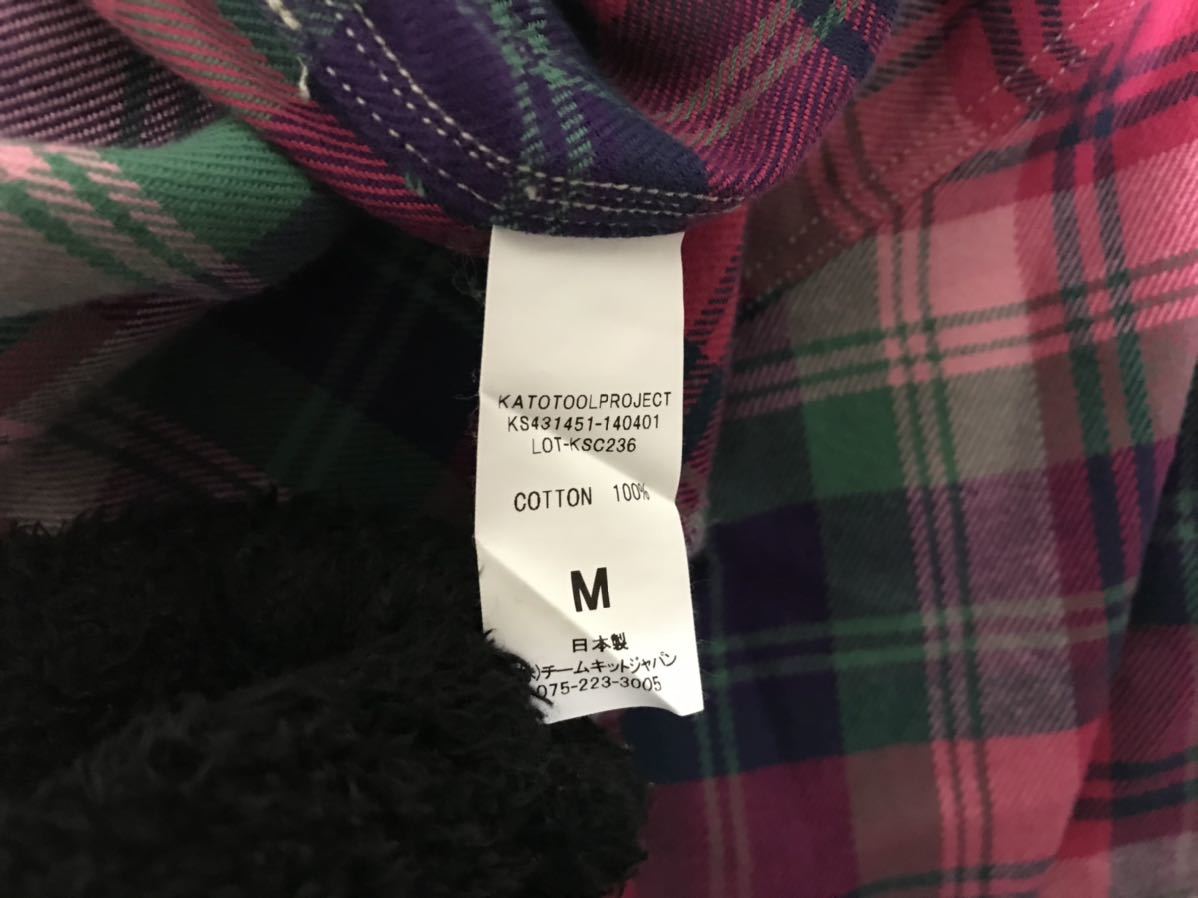 KATOTOOLPROJECT
KS431451-140401
LOT-KSC236
COTTON 100%
M
日本製
)チームキットジャパン
075-223-3005